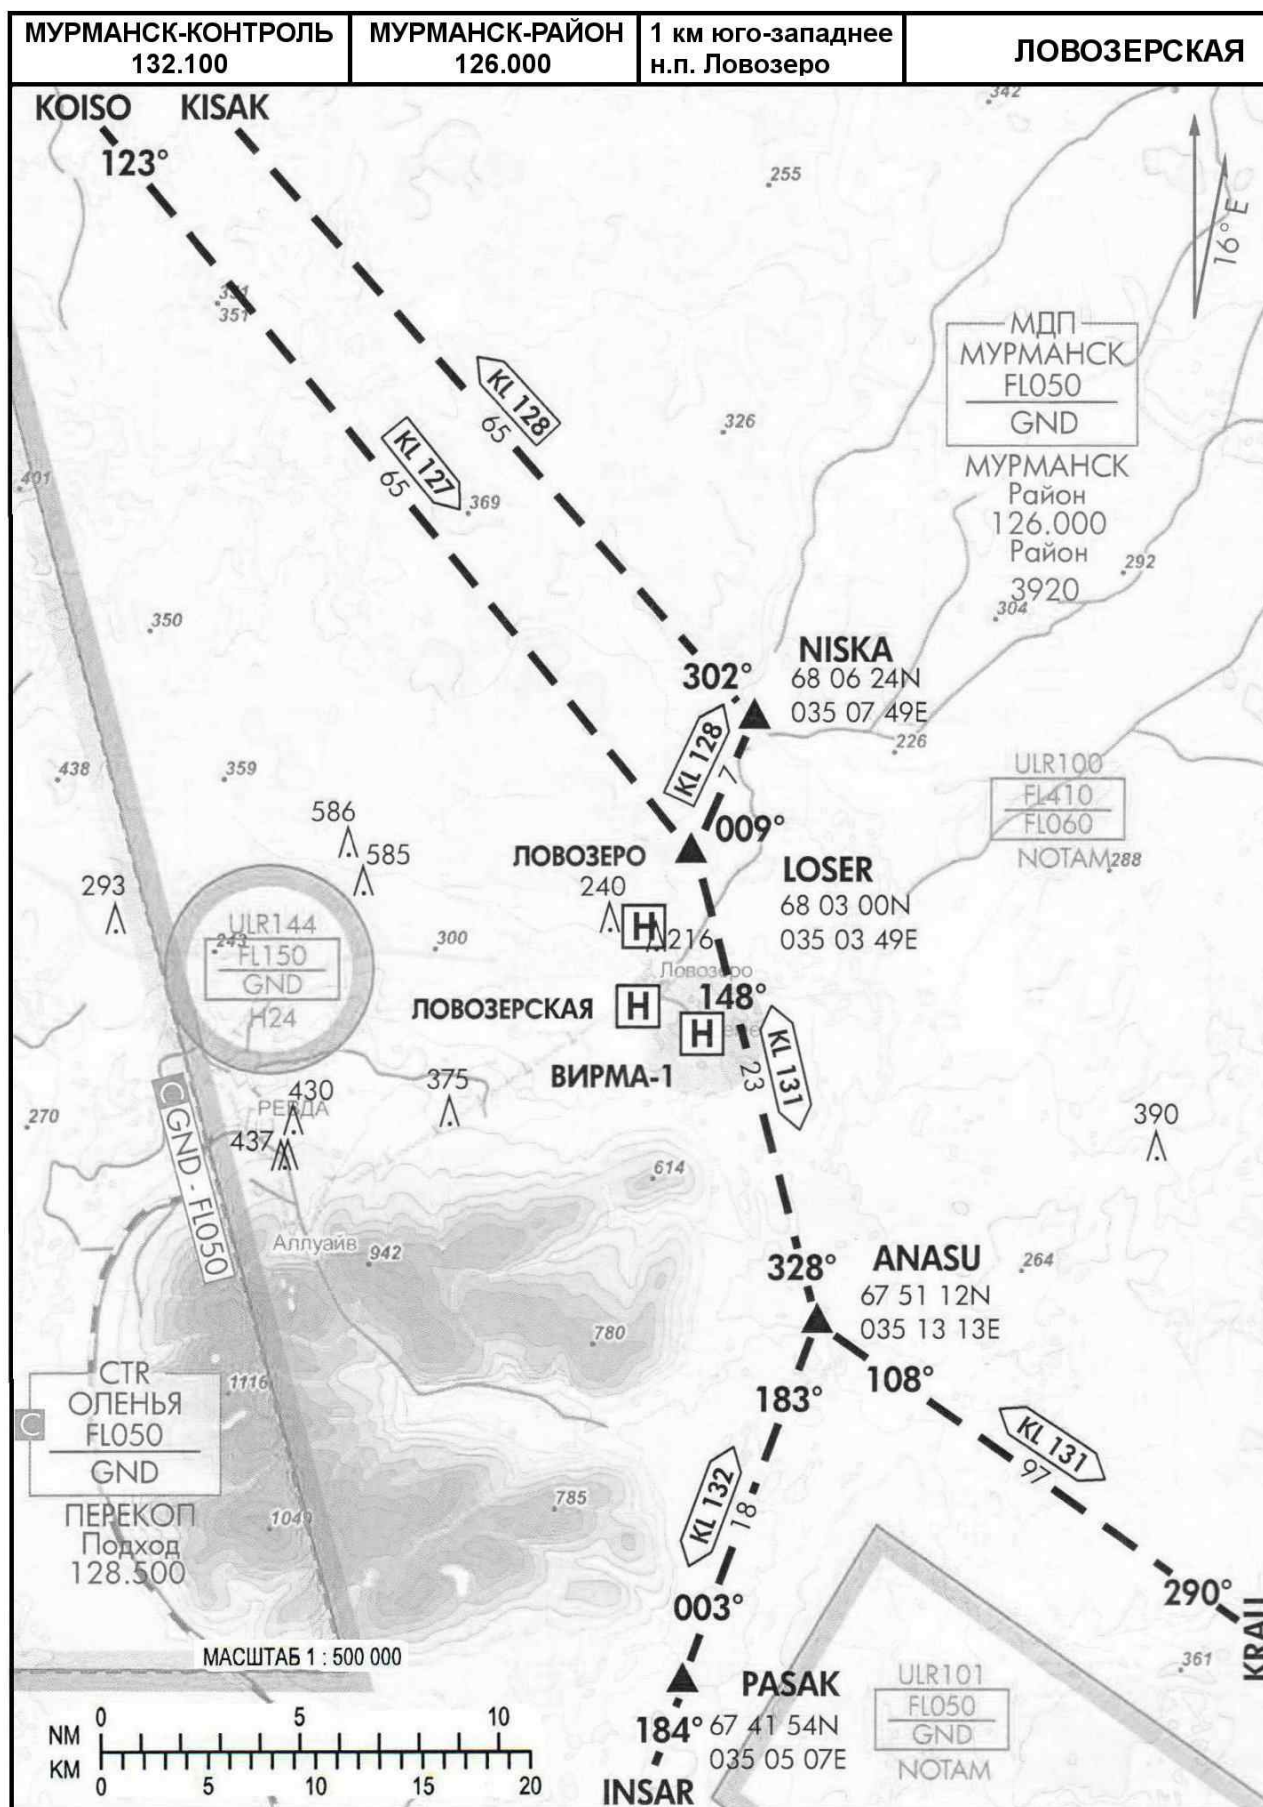 МУРМАНСК-КОНТРОЛЬ
132.100
МУРМАНСК-РАЙОН
126.000
1 км юго-западнее
н.п. Ловозеро
ЛОВОЗЕРСКАЯ
KOISO
KISAK
342
123°
255
16° E
351
351
МДП
МУРМАНСК
FL050
GND
KL 128
65
326
KL 127
65
МУРМАНСК
Район
126.000
Район
3920
401
369
292
304
350
NISKA
68 06 24N
035 07 49E
302°
KL 128
7
226
438
359
ULR100
FL410
FL060
NOTAM
288
586
585
009°
ЛОВОЗЕРО
LOSER
68 03 00N
035 03 49E
293
240
H
216
ULR144
243
FL150
GND
H24
300
Ловозеро
ЛОВОЗЕРСКАЯ
H
148°
H
ВИРМА-1
KL 131
23
C
GND - FL050
430
РЕВДА
375
270
437
390
614
Аллуайв
942
328°
ANASU
67 51 12N
035 13 13E
264
780
CTR
ОЛЕНЬЯ
FL050
GND
C
1116
183°
108°
KL 131
97
ПЕРЕКОП
Подход
128.500
1049
785
KL 132
18
003°
290°
KRAU
361
МАСШТАБ 1 : 500 000
PASAK
67 41 54N
035 05 07E
ULR101
FL050
GND
NOTAM
NM
0
5
10
KM
0
5
10
15
20
184°
INSAR